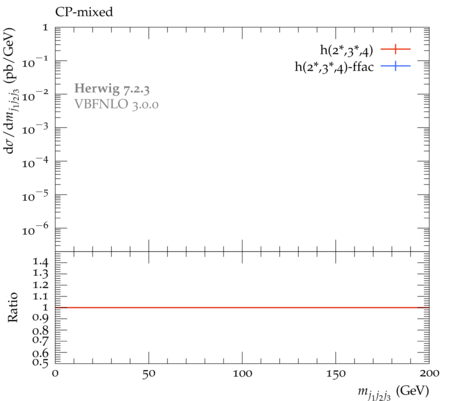 CP-mixed
dσ/dm_{j₁j₂j₃} (pb/GeV)
1
10⁻¹
10⁻²
10⁻³
10⁻⁴
10⁻⁵
10⁻⁶
h(2*,3*,4)
h(2*,3*,4)-ffac
Herwig 7.2.3
VBFNLO 3.0.0
Ratio
1.4
1.3
1.2
1.1
1
0.9
0.8
0.7
0.6
0.5
0 50 100 150 200
m_{j₁j₂j₃} (GeV)